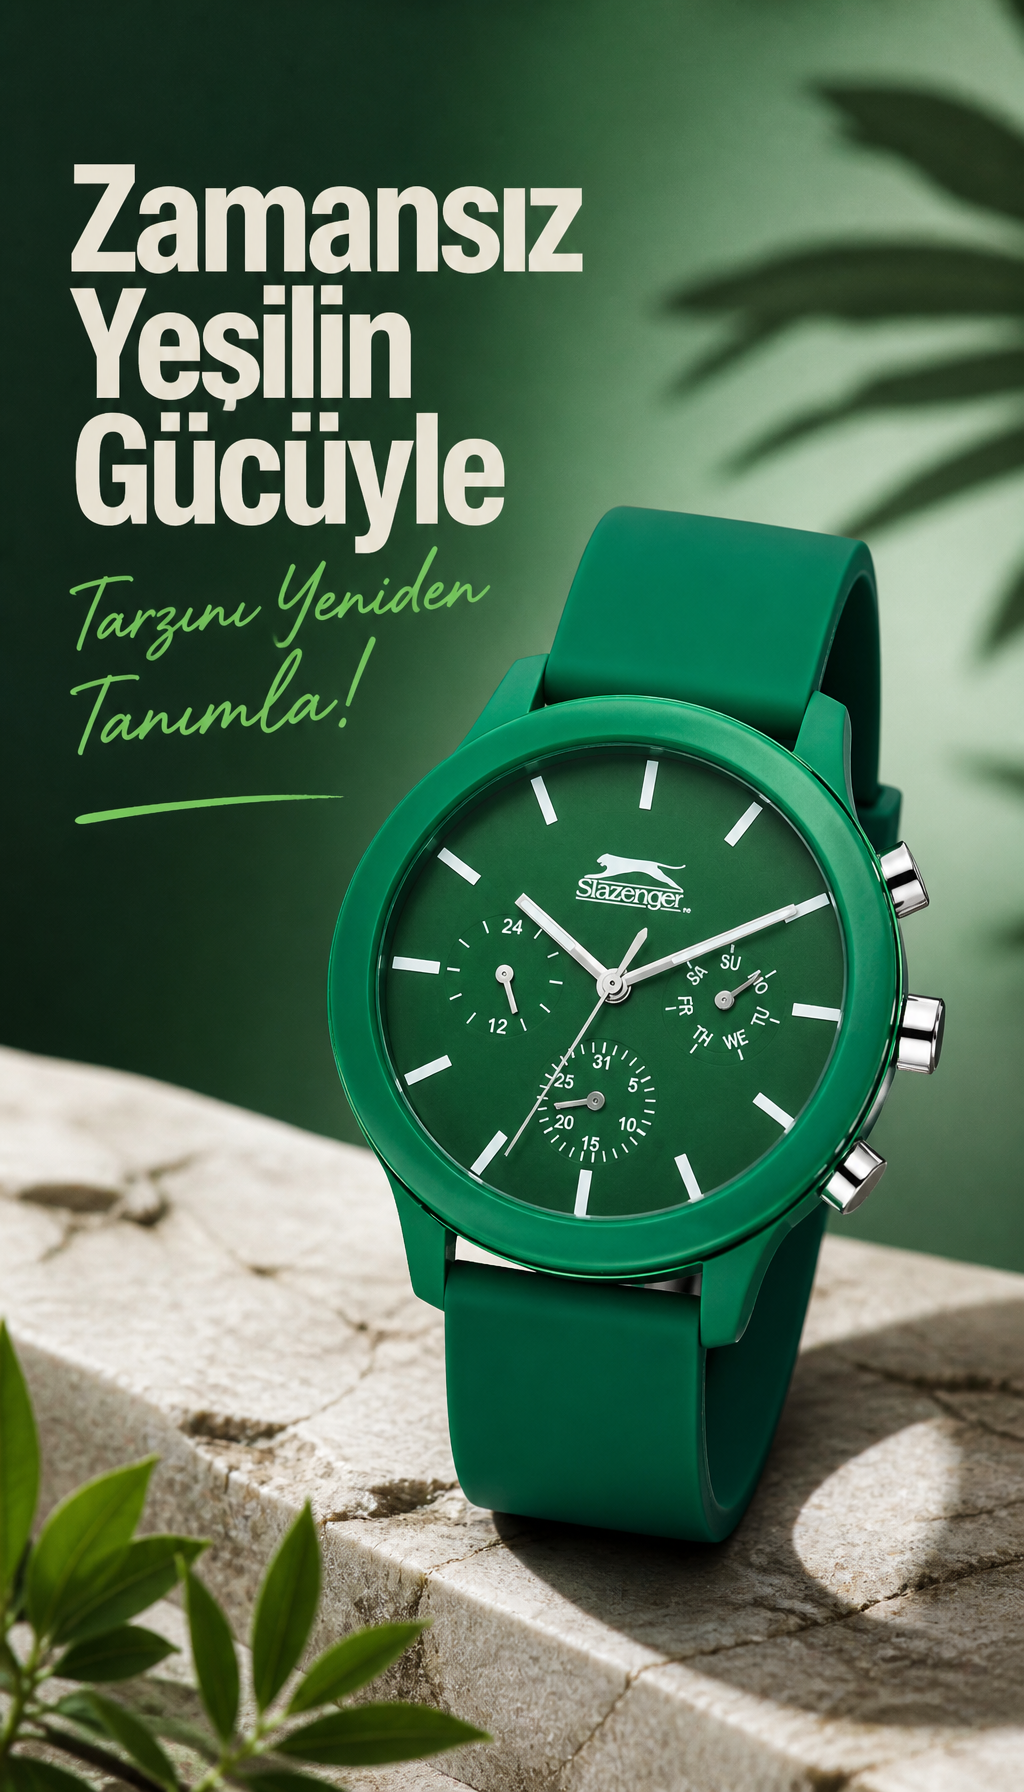 Zamansız
Yeşilin
Gücüyle
Tarzını Yeniden
Tanımla!
Slazenger
24
12
SU
MO
TU
WE
TH
FR
SA
31
5
10
15
20
25